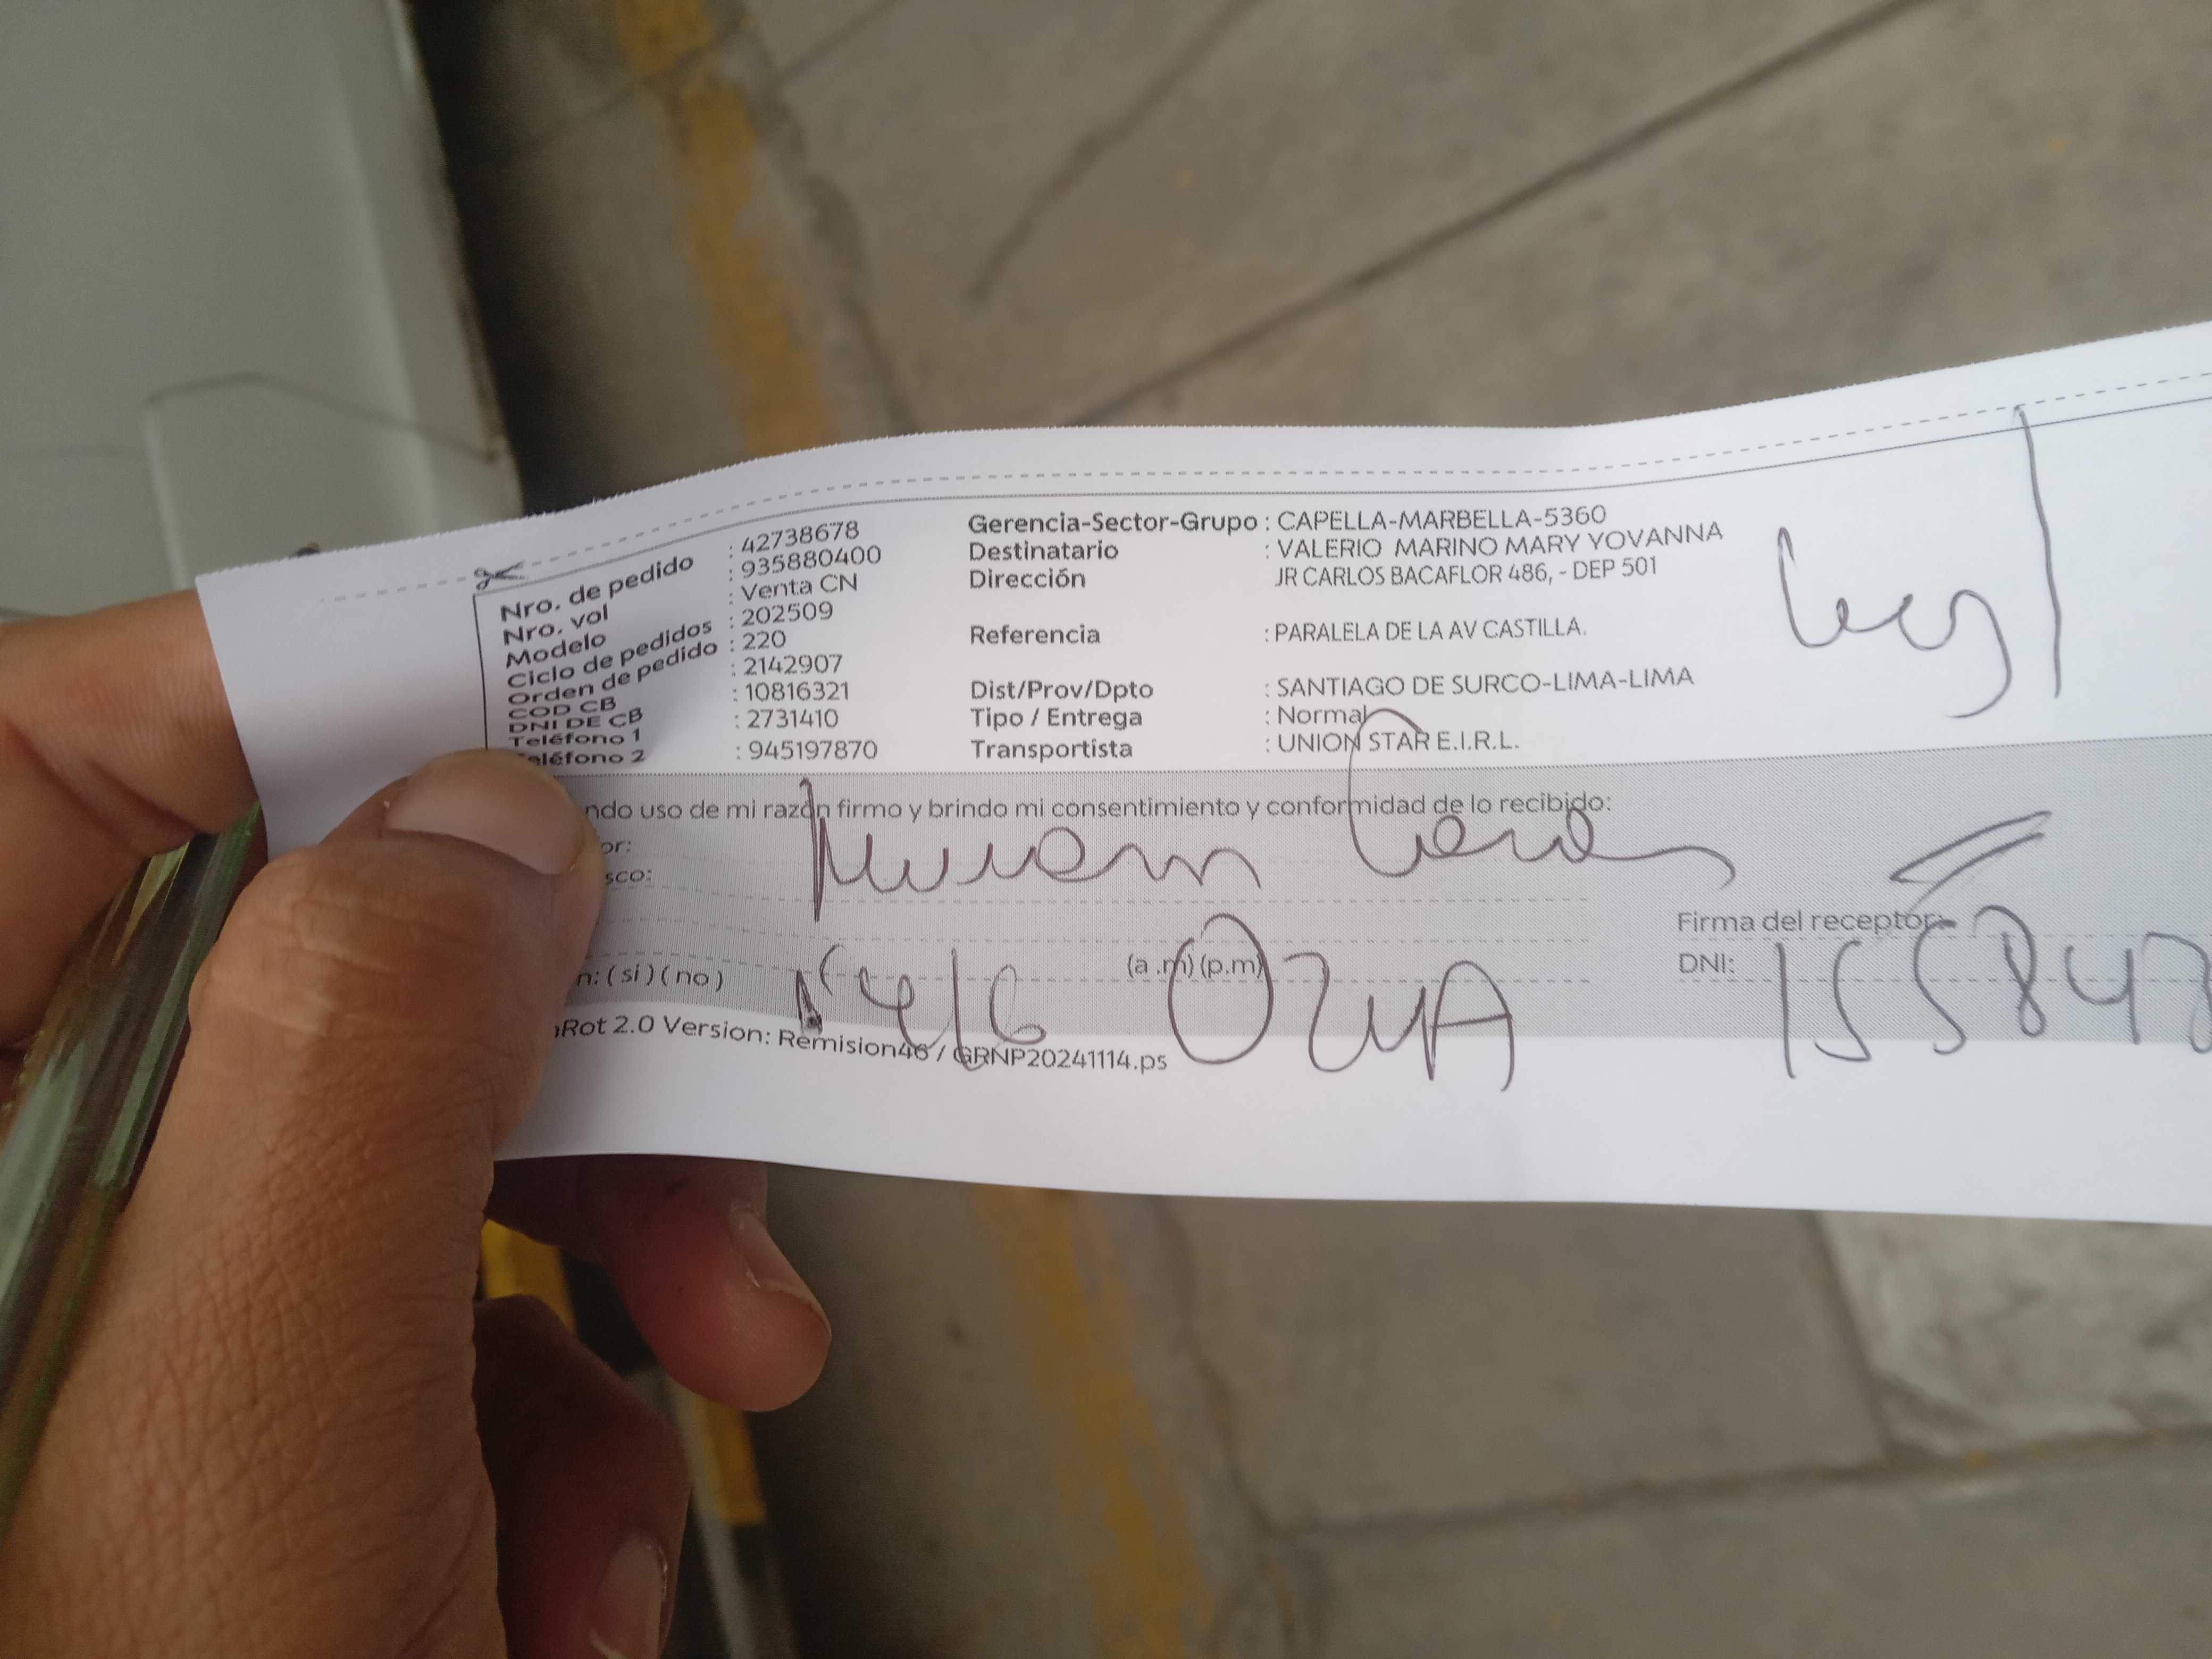 Nro. de pedido : 42738678
Nro. vol : 935880400
Modelo : Venta CN
Ciclo de pedidos : 202509
Orden de pedido : 220
COD CB : 2142907
DNI DE CB : 10816321
Teléfono 1 : 2731410
eléfono 2 : 945197870
Gerencia-Sector-Grupo : CAPELLA-MARBELLA-5360
Destinatario : VALERIO MARINO MARY YOVANNA
Dirección JR CARLOS BACAFLOR 486, - DEP 501
Referencia : PARALELA DE LA AV CASTILLA.
Dist/Prov/Dpto : SANTIAGO DE SURCO-LIMA-LIMA
Tipo / Entrega : Normal
Transportista : UNION STAR E.I.R.L.
ndo uso de mi razón firmo y brindo mi consentimiento y conformidad de lo recibido:
or:
sco:
Firma del receptor:
n: ( si ) ( no ) (a .m) (p.m)
DNI: 155848
Rot 2.0 Version: Remision46 / GRNP20241114.ps